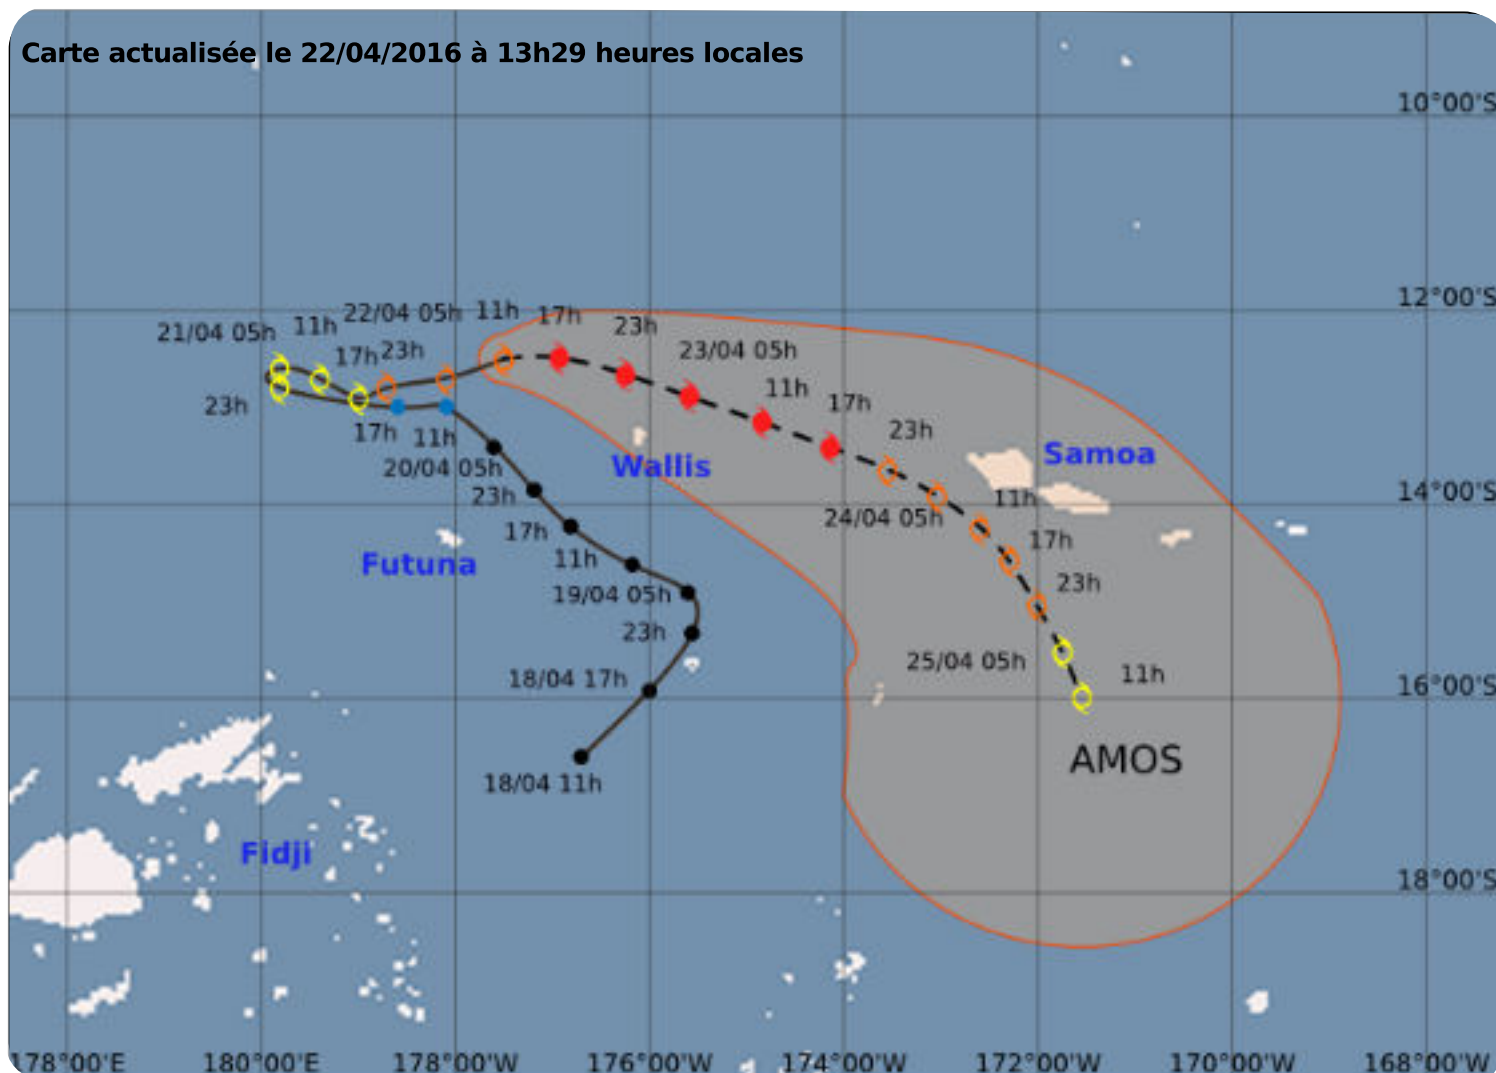 Carte actualisée le 22/04/2016 à 13h29 heures locales
10°00'S
12°00'S
22/04 05h
11h
17h
23h
21/04 05h
11h
17h
23h
23/04 05h
11h
17h
23h
23h
17h
11h
20/04 05h
Wallis
Samoa
23h
14°00'S
11h
24/04 05h
17h
17h
11h
Futuna
23h
19/04 05h
23h
25/04 05h
11h
18/04 17h
16°00'S
AMOS
18/04 11h
Fidji
18°00'S
178°00'E
180°00'E
178°00'W
176°00'W
174°00'W
172°00'W
170°00'W
168°00'W